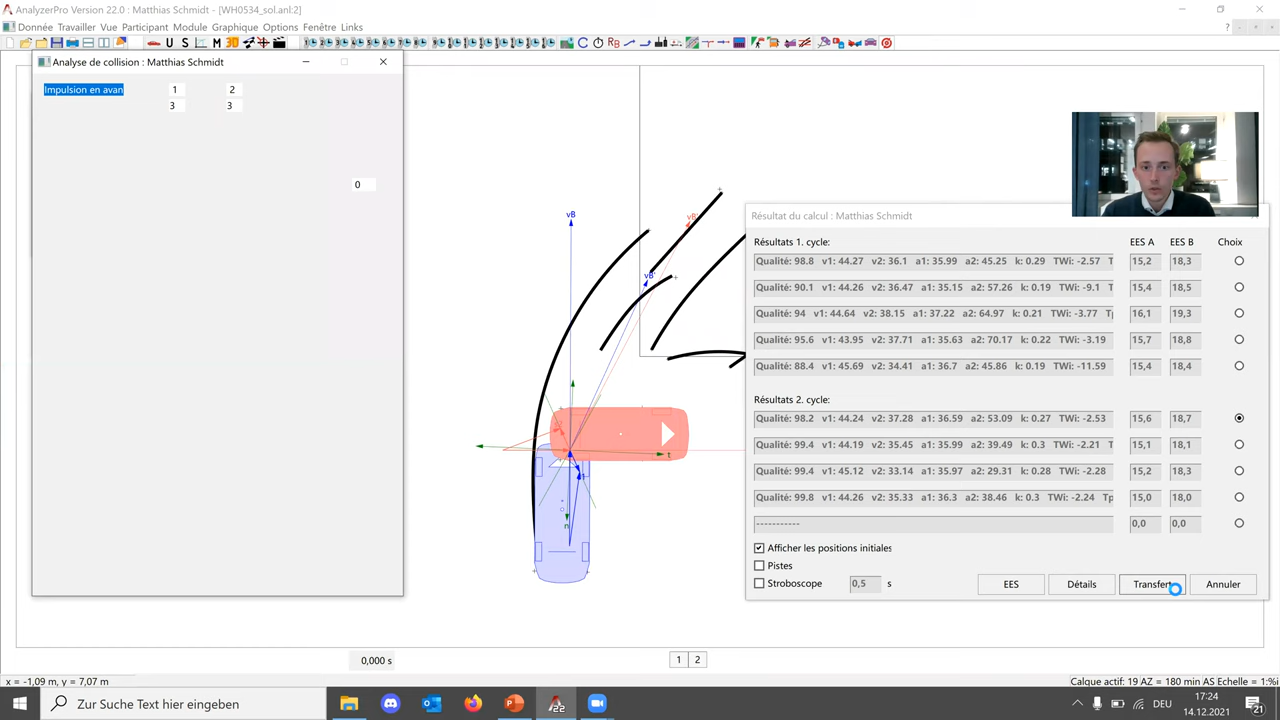 AnalyzerPro Version 22.0 : Matthias Schmidt - [WH0534_sol.anl:2]
Donnée Travailler Vue Participant Module Graphique Options Fenêtre Links ?
U S M 3D RB
Analyse de collision : Matthias Schmidt
Impulsion en avan 1 2
3 3
0
vB
vB'
vB'
t
n
Résultat du calcul : Matthias Schmidt
Résultats 1. cycle: EES A EES B Choix
Qualité: 98.8 v1: 44.27 v2: 36.1 a1: 35.99 a2: 45.25 k: 0.29 TWi: -2.57 T 15,2 18,3
Qualité: 90.1 v1: 44.26 v2: 36.47 a1: 35.15 a2: 57.26 k: 0.19 TWi: -9.1 T 15,4 18,5
Qualité: 94 v1: 44.64 v2: 38.15 a1: 37.22 a2: 64.97 k: 0.21 TWi: -3.77 Tp 16,1 19,3
Qualité: 95.6 v1: 43.95 v2: 37.71 a1: 35.63 a2: 70.17 k: 0.22 TWi: -3.19 15,7 18,8
Qualité: 88.4 v1: 45.69 v2: 34.41 a1: 36.7 a2: 45.86 k: 0.19 TWi: -11.59 15,4 18,4
Résultats 2. cycle:
Qualité: 98.2 v1: 44.24 v2: 37.28 a1: 36.59 a2: 53.09 k: 0.27 TWi: -2.53 15,6 18,7
Qualité: 99.4 v1: 44.19 v2: 35.45 a1: 35.99 a2: 39.49 k: 0.3 TWi: -2.21 T 15,1 18,1
Qualité: 99.4 v1: 45.12 v2: 33.14 a1: 35.97 a2: 29.31 k: 0.28 TWi: -2.28 15,2 18,3
Qualité: 99.8 v1: 44.26 v2: 35.33 a1: 36.3 a2: 38.46 k: 0.3 TWi: -2.24 Tp 15,0 18,0
----------- 0,0 0,0
Afficher les positions initiales
Pistes
Stroboscope 0,5 s EES Détails Transfert Annuler
0,000 s 1 2
x = -1,09 m, y = 7,07 m Calque actif: 19 AZ = 180 min AS Echelle = 1:%i
Zur Suche Text hier eingeben 22 DEU 17:24
14.12.2021 21